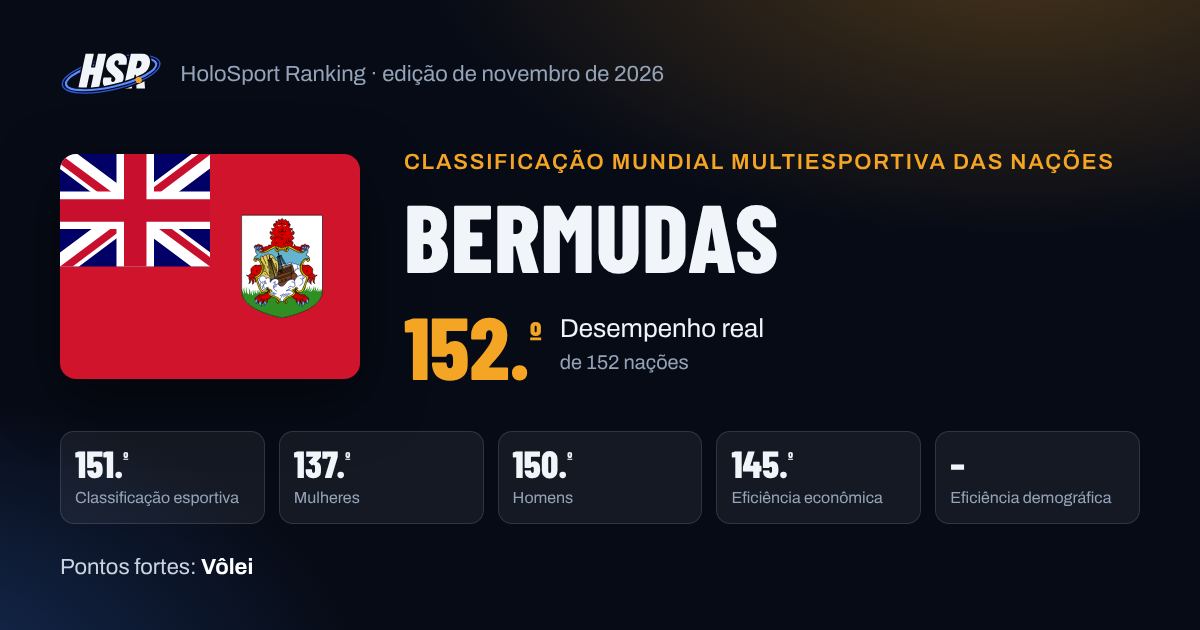 HSR
HoloSport Ranking · edição de novembro de 2026
CLASSIFICAÇÃO MUNDIAL MULTIESPORTIVA DAS NAÇÕES
BERMUDAS
152.º Desempenho real
de 152 nações
151.º
Classificação esportiva
137.º
Mulheres
150.º
Homens
145.º
Eficiência econômica
–
Eficiência demográfica
Pontos fortes: Vôlei